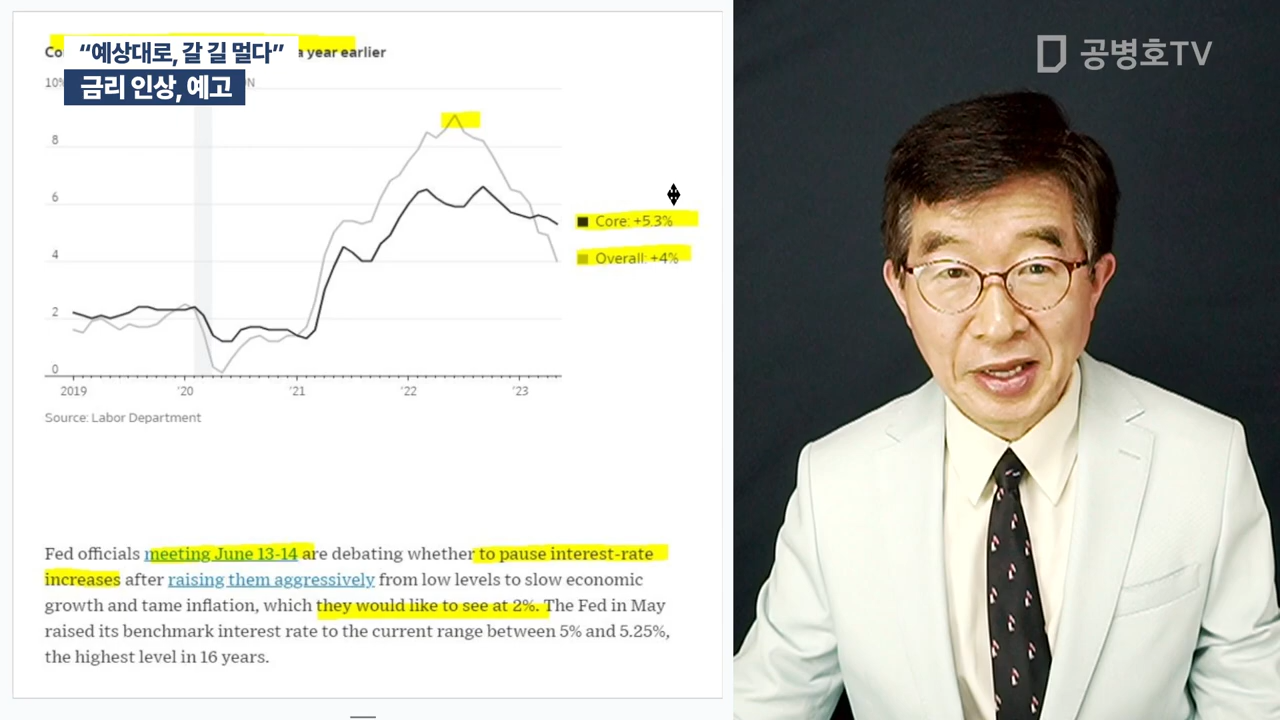 “예상대로, 갈 길 멀다”
금리 인상, 예고
공병호TV
a year earlier
10%
8
6
4
2
0
2019
'20
'21
'22
'23
Core: +5.3%
Overall: +4%
Source: Labor Department
Fed officials meeting June 13-14 are debating whether to pause interest-rate
increases after raising them aggressively from low levels to slow economic
growth and tame inflation, which they would like to see at 2%. The Fed in May
raised its benchmark interest rate to the current range between 5% and 5.25%,
the highest level in 16 years.